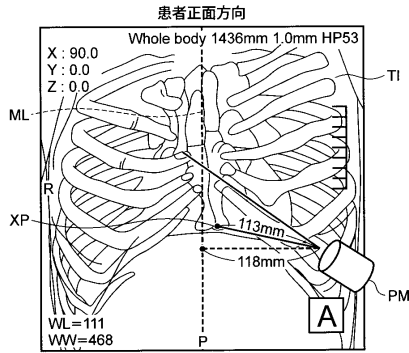 患者正面方向
Whole body 1436mm 1.0mm HP53
X : 90.0
Y : 0.0
Z : 0.0
TI
ML
R
XP
113mm
118mm
PM
A
WL=111
WW=468
P